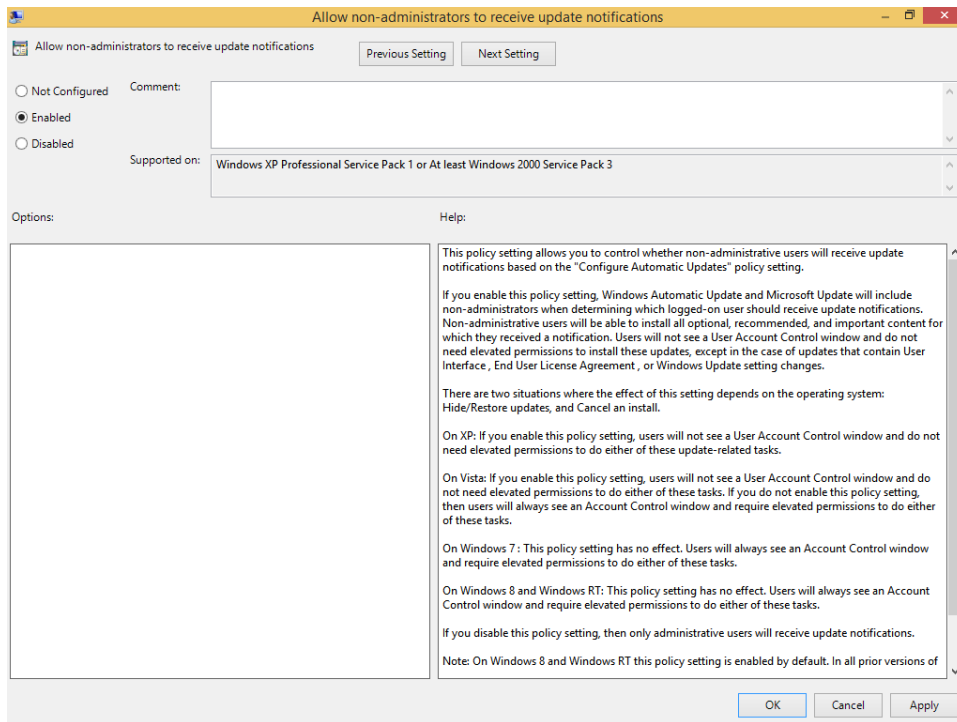 Allow non-administrators to receive update notifications
Allow non-administrators to receive update notifications
Previous Setting
Next Setting
Not Configured
Comment:
Enabled
Disabled
Supported on:
Windows XP Professional Service Pack 1 or At least Windows 2000 Service Pack 3
Options:
Help:
This policy setting allows you to control whether non-administrative users will receive update
notifications based on the "Configure Automatic Updates" policy setting.
If you enable this policy setting, Windows Automatic Update and Microsoft Update will include
non-administrators when determining which logged-on user should receive update notifications.
Non-administrative users will be able to install all optional, recommended, and important content for
which they received a notification. Users will not see a User Account Control window and do not
need elevated permissions to install these updates, except in the case of updates that contain User
Interface , End User License Agreement , or Windows Update setting changes.
There are two situations where the effect of this setting depends on the operating system:
Hide/Restore updates, and Cancel an install.
On XP: If you enable this policy setting, users will not see a User Account Control window and do not
need elevated permissions to do either of these update-related tasks.
On Vista: If you enable this policy setting, users will not see a User Account Control window and do
not need elevated permissions to do either of these tasks. If you do not enable this policy setting,
then users will always see an Account Control window and require elevated permissions to do either
of these tasks.
On Windows 7 : This policy setting has no effect. Users will always see an Account Control window
and require elevated permissions to do either of these tasks.
On Windows 8 and Windows RT: This policy setting has no effect. Users will always see an Account
Control window and require elevated permissions to do either of these tasks.
If you disable this policy setting, then only administrative users will receive update notifications.
Note: On Windows 8 and Windows RT this policy setting is enabled by default. In all prior versions of
OK
Cancel
Apply